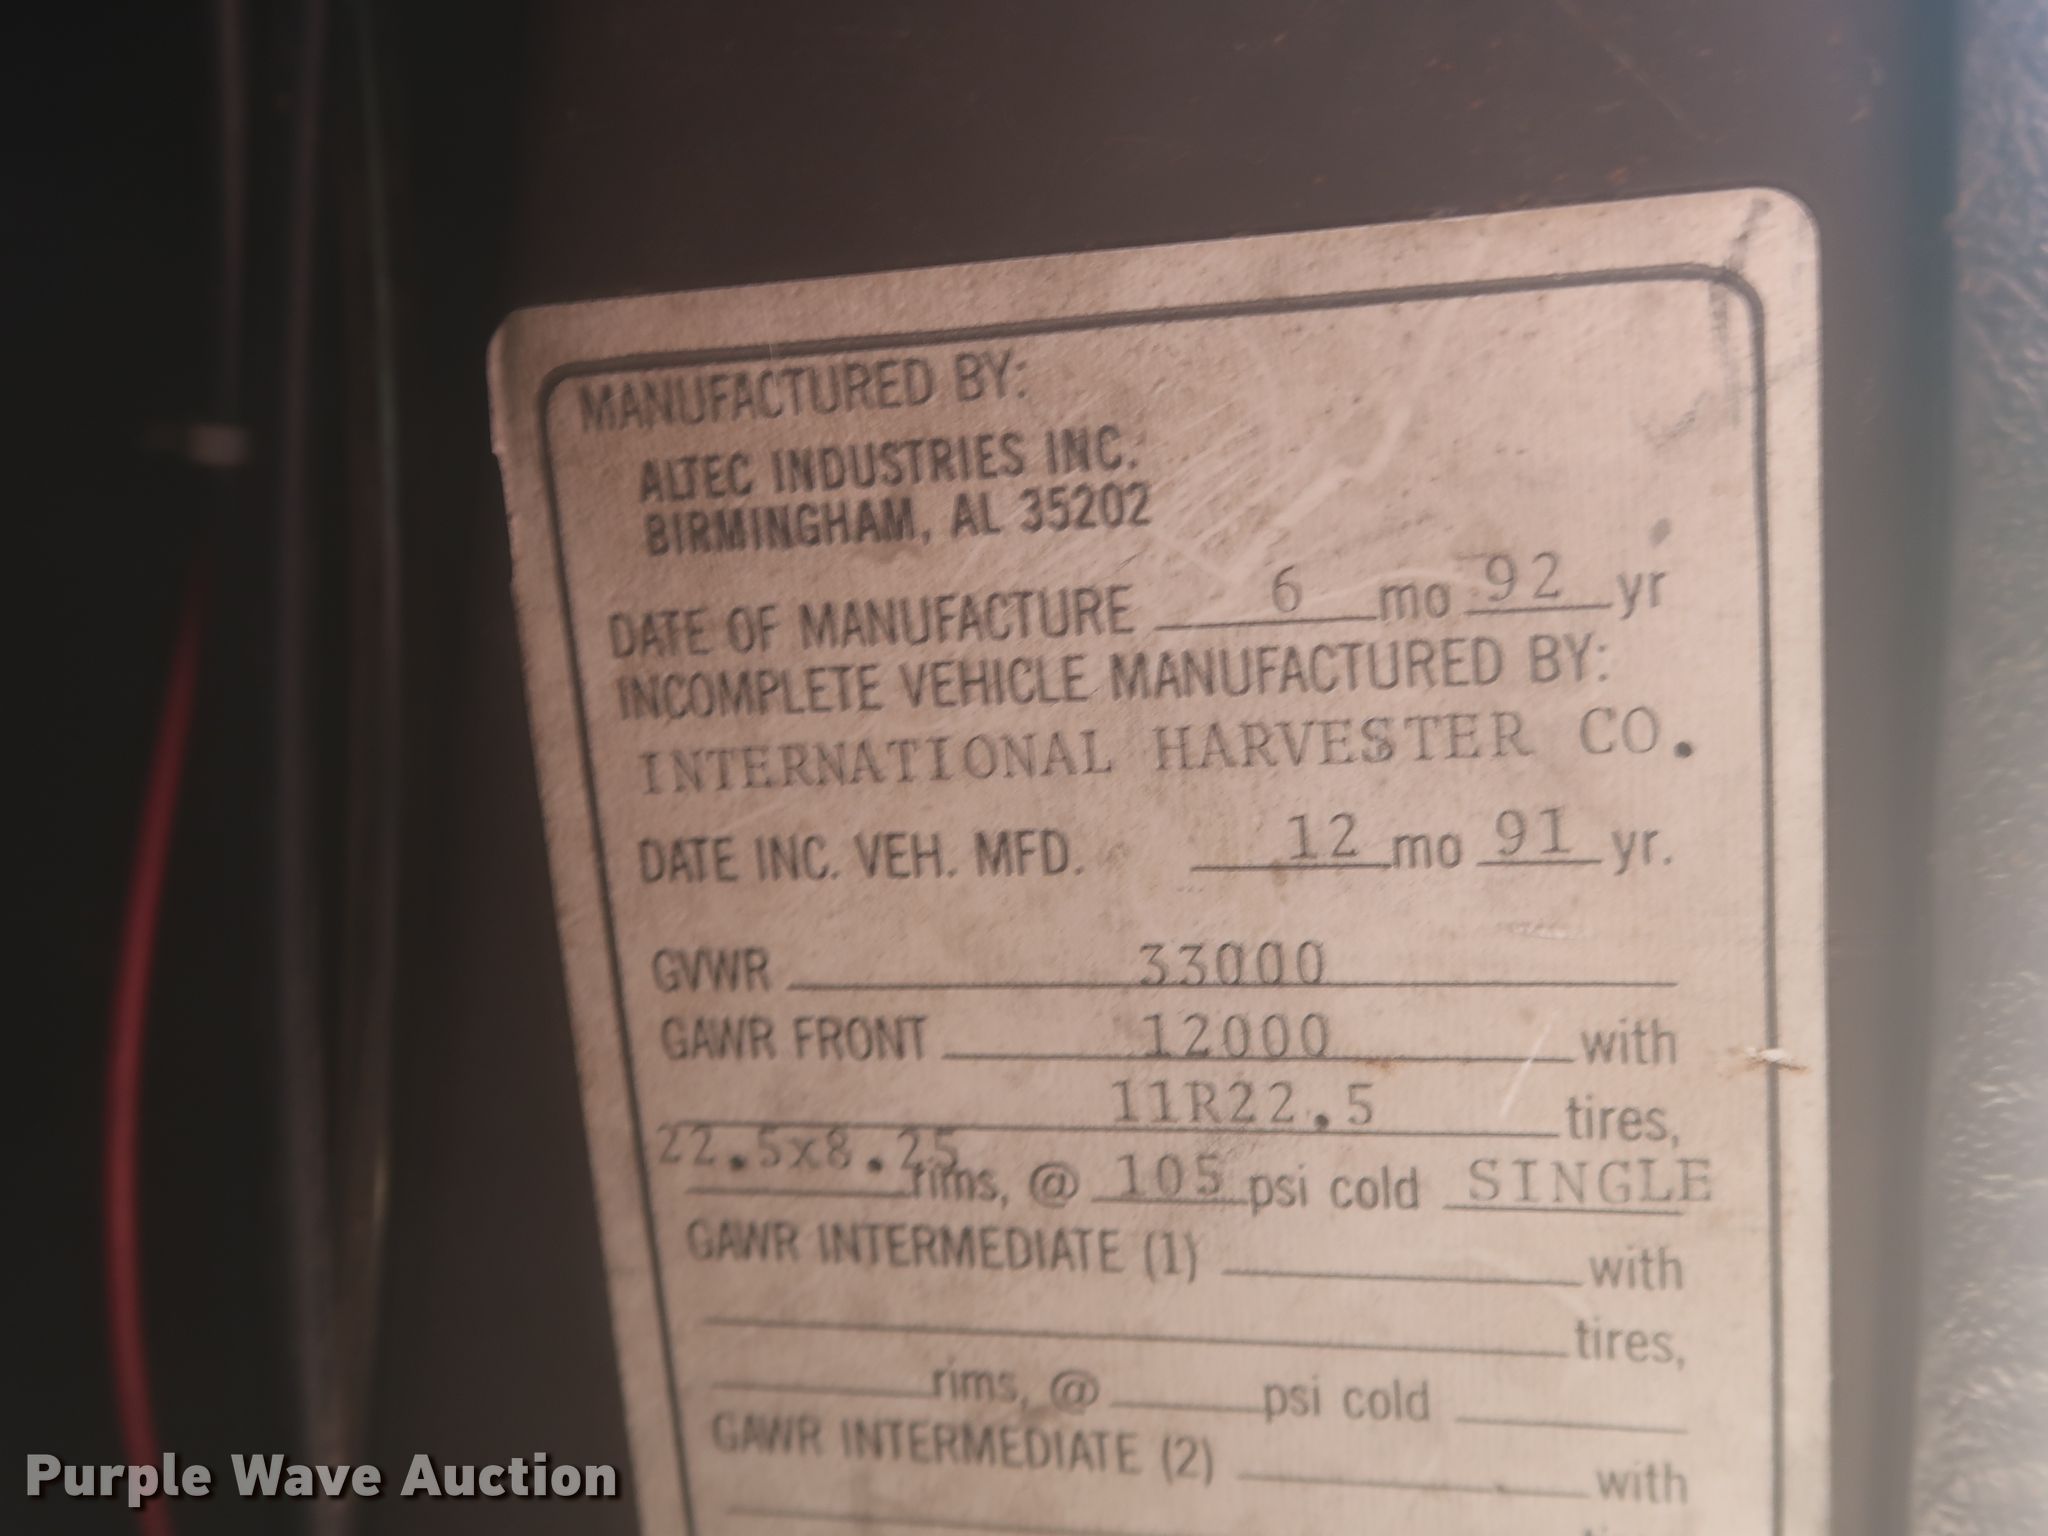 MANUFACTURED BY:
ALTEC INDUSTRIES INC.
BIRMINGHAM, AL 35202
DATE OF MANUFACTURE 6 mo 92 yr
INCOMPLETE VEHICLE MANUFACTURED BY:
INTERNATIONAL HARVESTER CO.
DATE INC. VEH. MFD. 12 mo 91 yr.
GVWR 33000
GAWR FRONT 12000 with
11R22.5 tires,
22.5x8.25 rims, @ 105 psi cold SINGLE
GAWR INTERMEDIATE (1) with
tires,
rims, @ psi cold
GAWR INTERMEDIATE (2) with
Purple Wave Auction